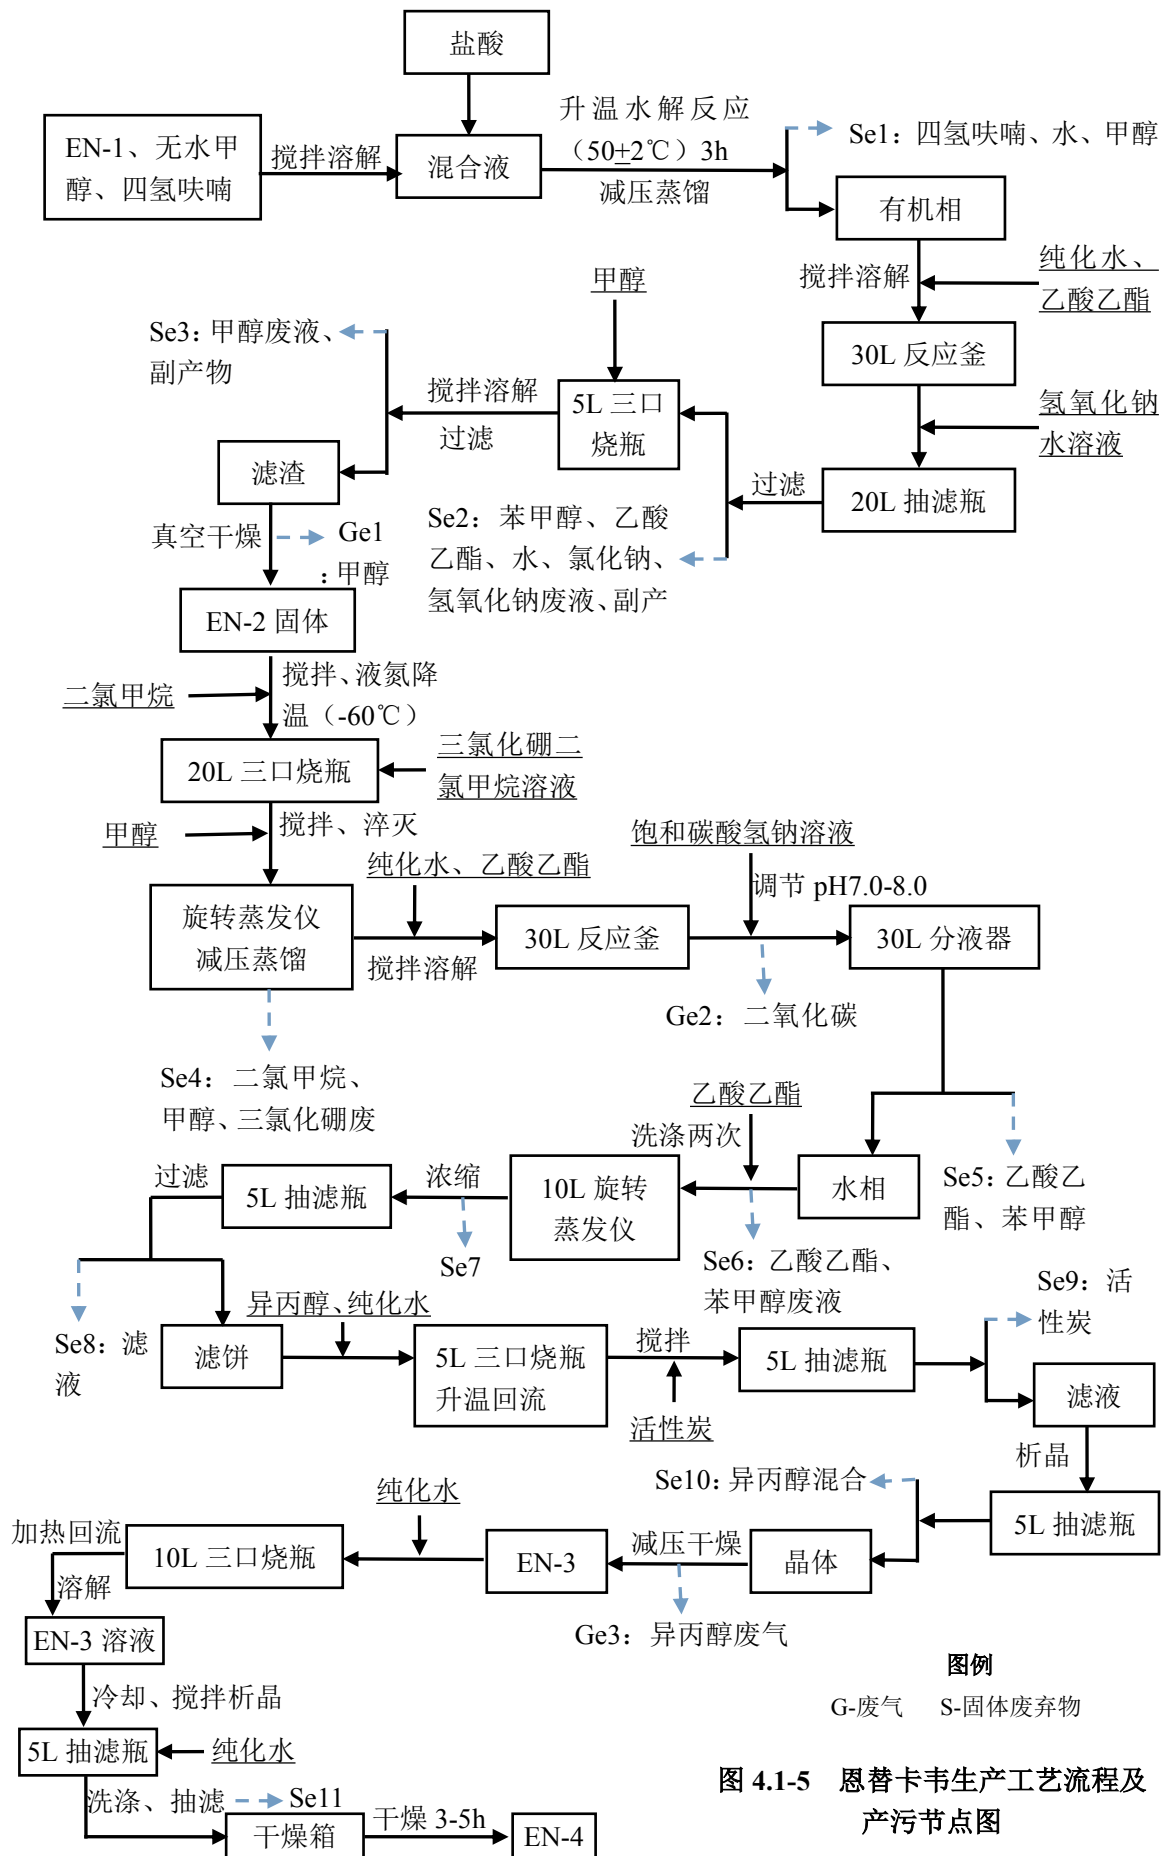 盐酸
EN-1、无水甲
醇、四氢呋喃
搅拌溶解
混合液
升温水解反应
（50±2℃）3h
减压蒸馏
Se1：四氢呋喃、水、甲醇
有机相
搅拌溶解
纯化水、
乙酸乙酯
30L 反应釜
氢氧化钠
水溶液
20L 抽滤瓶
过滤
Se2：苯甲醇、乙酸
乙酯、水、氯化钠、
氢氧化钠废液、副产
甲醇
5L 三口
烧瓶
搅拌溶解
过滤
Se3：甲醇废液、
副产物
滤渣
真空干燥
Ge1
：甲醇
EN-2 固体
二氯甲烷
搅拌、液氮降
温（-60℃）
20L 三口烧瓶
三氯化硼二
氯甲烷溶液
甲醇
搅拌、淬灭
旋转蒸发仪
减压蒸馏
Se4：二氯甲烷、
甲醇、三氯化硼废
纯化水、乙酸乙酯
搅拌溶解
30L 反应釜
饱和碳酸氢钠溶液
调节 pH7.0-8.0
Ge2：二氧化碳
30L 分液器
Se5：乙酸乙
酯、苯甲醇
水相
乙酸乙酯
洗涤两次
Se6：乙酸乙酯、
苯甲醇废液
10L 旋转
蒸发仪
浓缩
Se7
5L 抽滤瓶
过滤
Se8：滤
液
滤饼
异丙醇、纯化水
5L 三口烧瓶
升温回流
搅拌
活性炭
5L 抽滤瓶
Se9：活
性炭
滤液
析晶
5L 抽滤瓶
Se10：异丙醇混合
晶体
减压干燥
Ge3：异丙醇废气
EN-3
纯化水
10L 三口烧瓶
加热回流
溶解
EN-3 溶液
冷却、搅拌析晶
5L 抽滤瓶
纯化水
洗涤、抽滤
Se11
干燥箱
干燥 3-5h
EN-4
图例
G-废气 S-固体废弃物
图 4.1-5 恩替卡韦生产工艺流程及
产污节点图